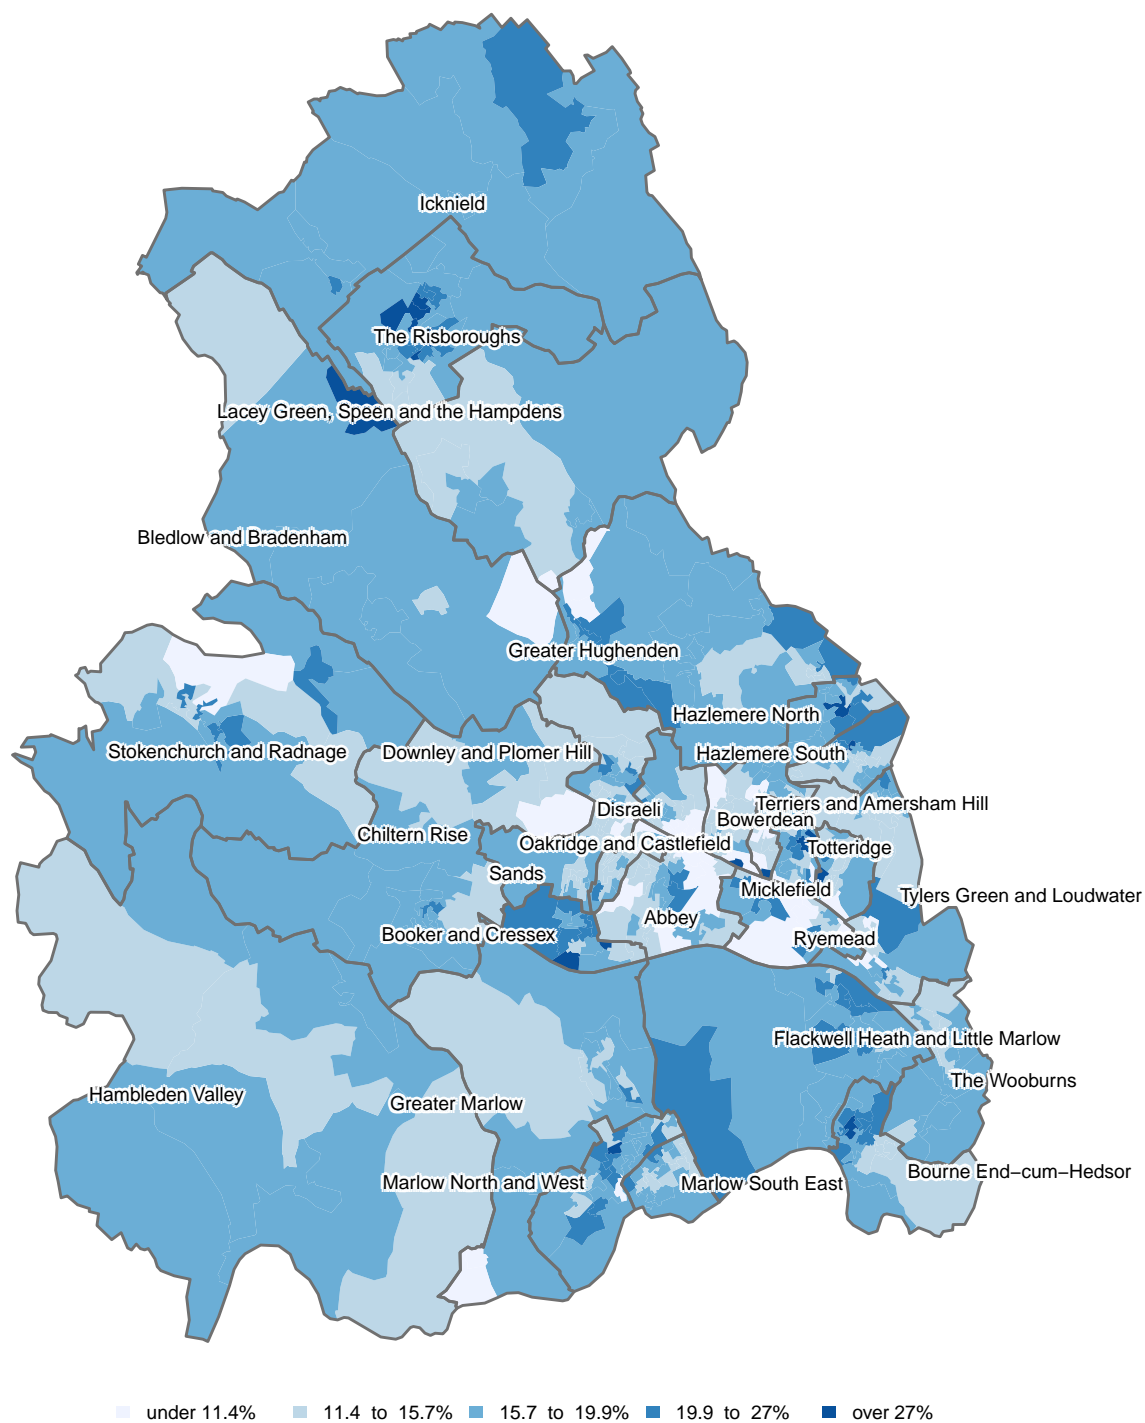 Icknield
The Risboroughs
Lacey Green, Speen and the Hampdens
Bledlow and Bradenham
Greater Hughenden
Hazlemere North
Stokenchurch and Radnage
Downley and Plomer Hill
Hazlemere South
Disraeli
Terriers and Amersham Hill
Bowerdean
Chiltern Rise
Oakridge and Castlefield
Totteridge
Sands
Micklefield
Tylers Green and Loudwater
Abbey
Booker and Cressex
Ryemead
Flackwell Heath and Little Marlow
The Wooburns
Hambleden Valley
Greater Marlow
Bourne End−cum−Hedsor
Marlow North and West
Marlow South East
under 11.4% 11.4 to 15.7% 15.7 to 19.9% 19.9 to 27% over 27%